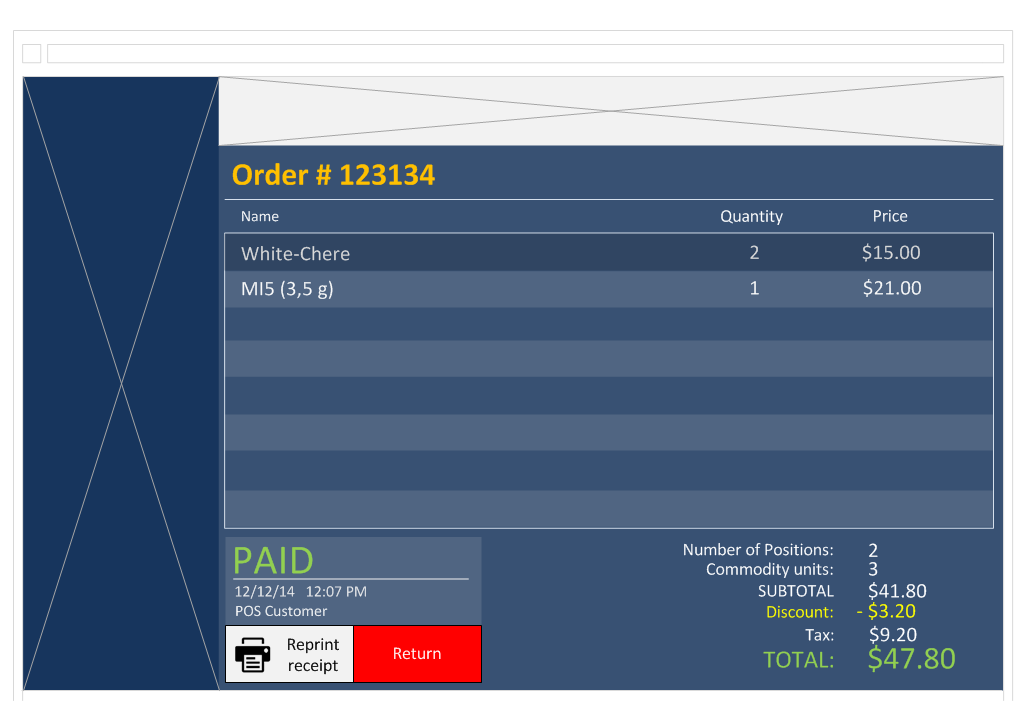 Order # 123134
Name Quantity Price
White-Chere 2 $15.00
MI5 (3,5 g) 1 $21.00
PAID
12/12/14 12:07 PM
POS Customer
Reprint
receipt
Return
Number of Positions: 2
Commodity units: 3
SUBTOTAL $41.80
Discount: - $3.20
Tax: $9.20
TOTAL: $47.80